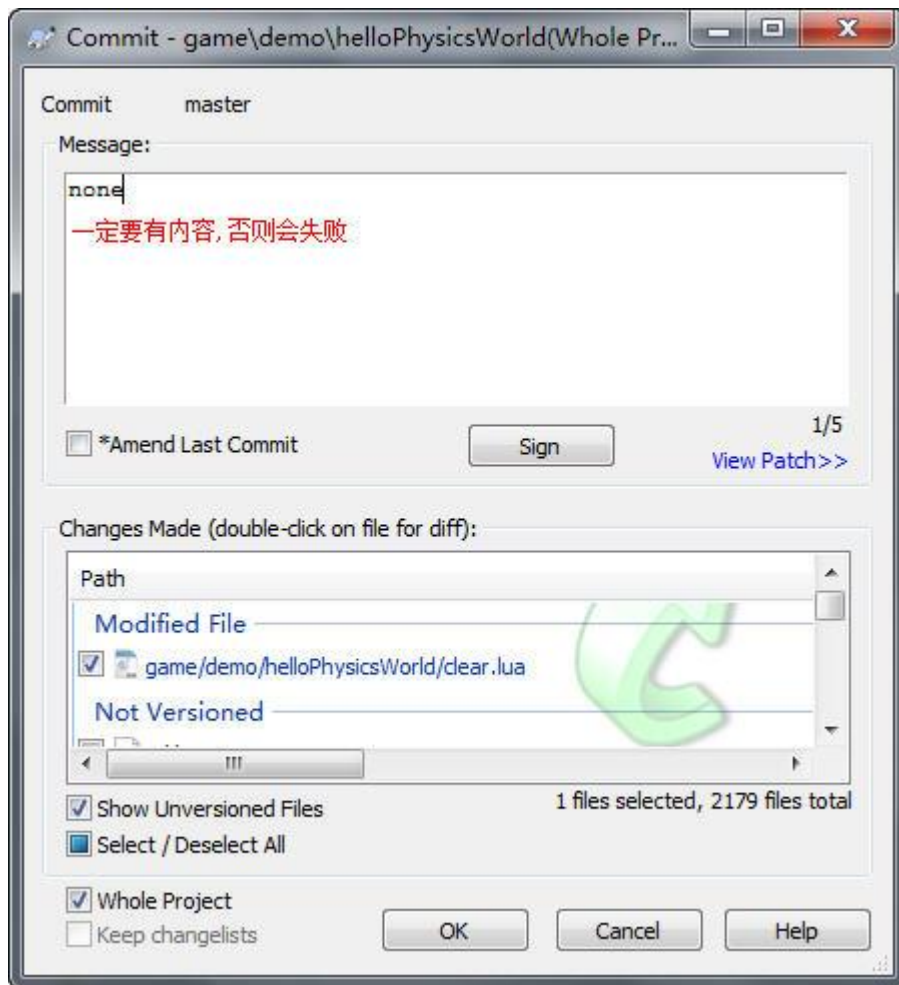 Commit - game\demo\helloPhysicsWorld(Whole Pr...
Commit master
Message:
none
一定要有内容,否则会失败
*Amend Last Commit
Sign
1/5
View Patch>>
Changes Made (double-click on file for diff):
Path
Modified File
game/demo/helloPhysicsWorld/clear.lua
Not Versioned
Show Unversioned Files
1 files selected, 2179 files total
Select / Deselect All
Whole Project
Keep changelists
OK
Cancel
Help